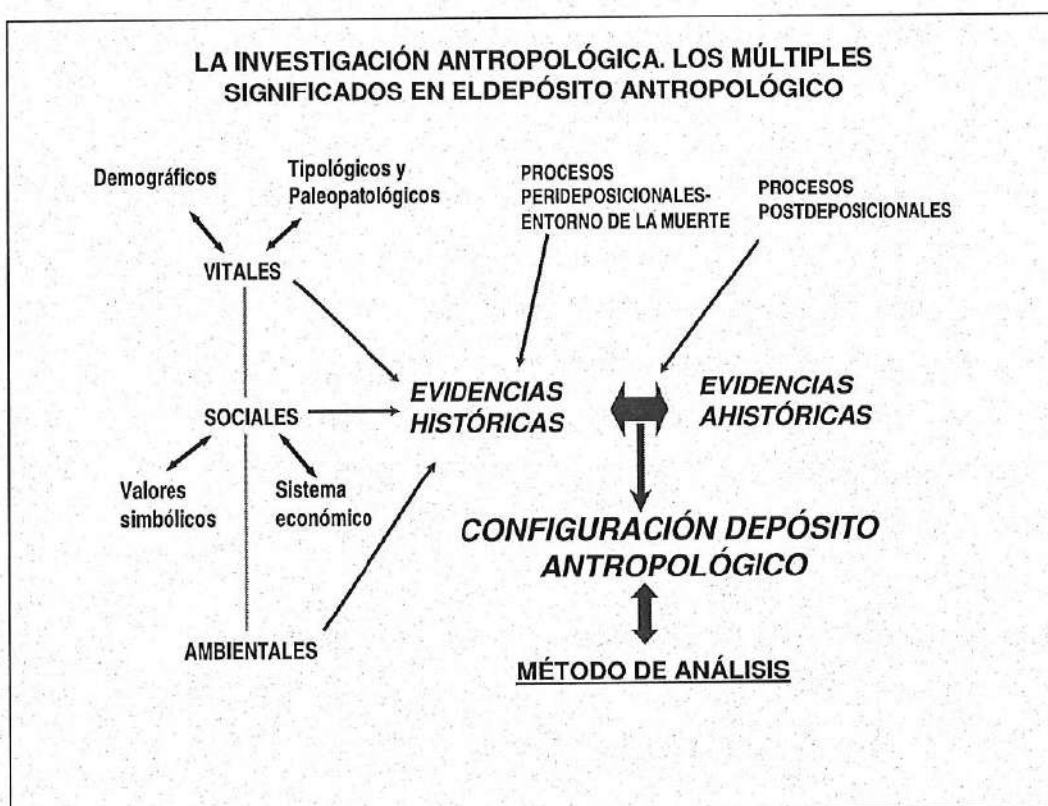 LA INVESTIGACIÓN ANTROPOLÓGICA. LOS MÚLTIPLES
SIGNIFICADOS EN ELDEPÓSITO ANTROPOLÓGICO
Demográficos
Tipológicos y
Paleopatológicos
PROCESOS
PERIDEPOSICIONALES-
ENTORNO DE LA MUERTE
PROCESOS
POSTDEPOSICIONALES
VITALES
EVIDENCIAS
HISTÓRICAS
EVIDENCIAS
AHISTÓRICAS
SOCIALES
Valores
simbólicos
Sistema
económico
CONFIGURACIÓN DEPÓSITO
ANTROPOLÓGICO
AMBIENTALES
MÉTODO DE ANÁLISIS